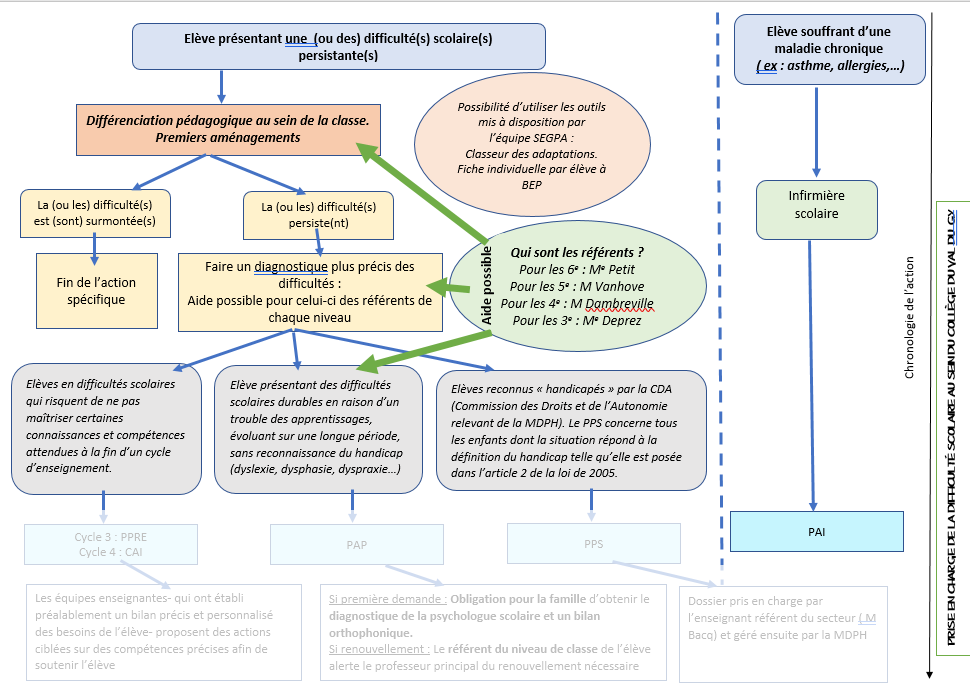 Elève présentant une (ou des) difficulté(s) scolaire(s)
persistante(s)
Elève souffrant d'une
maladie chronique
( ex : asthme, allergies,...)
Différenciation pédagogique au sein de la classe.
Premiers aménagements
Possibilité d'utiliser les outils
mis à disposition par
l'équipe SEGPA :
Classeur des adaptations.
Fiche individuelle par élève à
BEP
La (ou les) difficulté(s)
est (sont) surmontée(s)
La (ou les) difficulté(s)
persiste(nt)
Infirmière
scolaire
Fin de l'action
spécifique
Faire un diagnostique plus précis des
difficultés :
Aide possible pour celui-ci des référents de
chaque niveau
Aide possible
Qui sont les référents ?
Pour les 6e : Me Petit
Pour les 5e : M Vanhove
Pour les 4e : M Dambreville
Pour les 3e : Me Deprez
Elèves en difficultés scolaires
qui risquent de ne pas
maîtriser certaines
connaissances et compétences
attendues à la fin d'un cycle
d'enseignement.
Elève présentant des difficultés
scolaires durables en raison d'un
trouble des apprentissages,
évoluant sur une longue période,
sans reconnaissance du handicap
(dyslexie, dysphasie, dyspraxie...)
Elèves reconnus « handicapés » par la CDA
(Commission des Droits et de l'Autonomie
relevant de la MDPH). Le PPS concerne tous
les enfants dont la situation répond à la
définition du handicap telle qu'elle est posée
dans l'article 2 de la loi de 2005.
Cycle 3 : PPRE
Cycle 4 : CAI
PAP
PPS
PAI
Les équipes enseignantes- qui ont établi
préalablement un bilan précis et personnalisé
des besoins de l'élève- proposent des actions
ciblées sur des compétences précises afin de
soutenir l'élève
Si première demande : Obligation pour la famille d'obtenir le
diagnostique de la psychologue scolaire et un bilan
orthophonique.
Si renouvellement : Le référent du niveau de classe de l'élève
alerte le professeur principal du renouvellement nécessaire
Dossier pris en charge par
l'enseignant référent du secteur ( M
Bacq) et géré ensuite par la MDPH
Chronologie de l'action
PRISE EN CHARGE DE LA DIFFICULTÉ SCOLAIRE AU SEIN DU COLLÈGE DU VAL DU GY